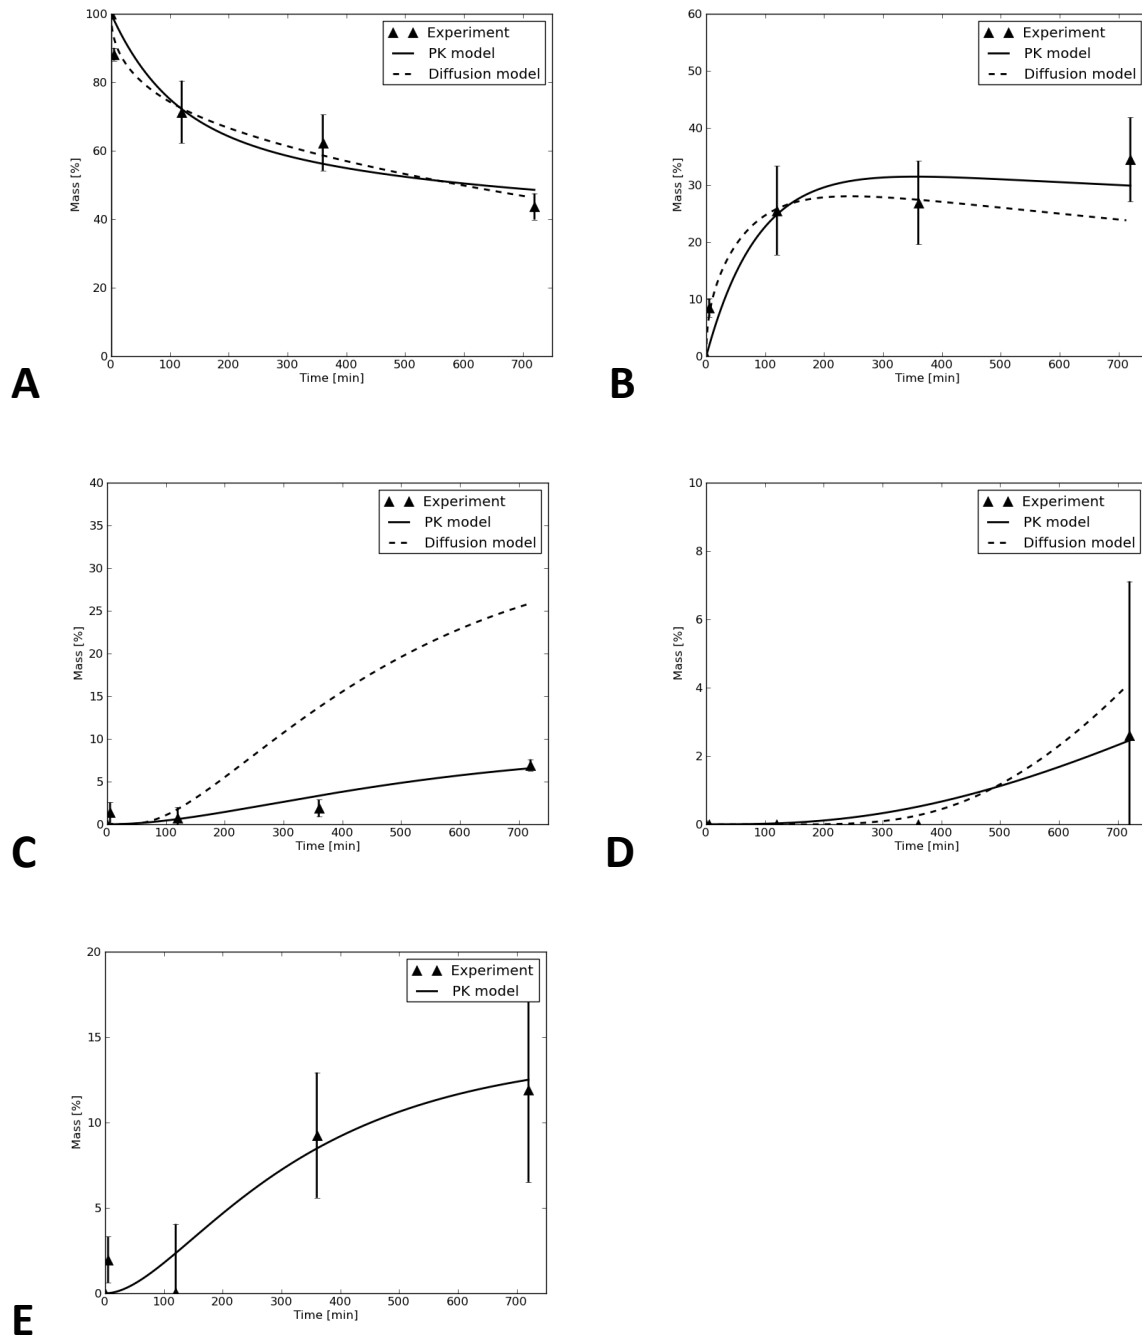 100
80
60
40
20
0
Mass [%]
0 100 200 300 400 500 600 700
Time [min]
Experiment
PK model
Diffusion model
A
60
50
40
30
20
10
0
Mass [%]
0 100 200 300 400 500 600 700
Time [min]
Experiment
PK model
Diffusion model
B
40
35
30
25
20
15
10
5
0
Mass [%]
0 100 200 300 400 500 600 700
Time [min]
Experiment
PK model
Diffusion model
C
10
8
6
4
2
0
Mass [%]
0 100 200 300 400 500 600 700
Time [min]
Experiment
PK model
Diffusion model
D
20
15
10
5
0
Mass [%]
0 100 200 300 400 500 600 700
Time [min]
Experiment
PK model
E